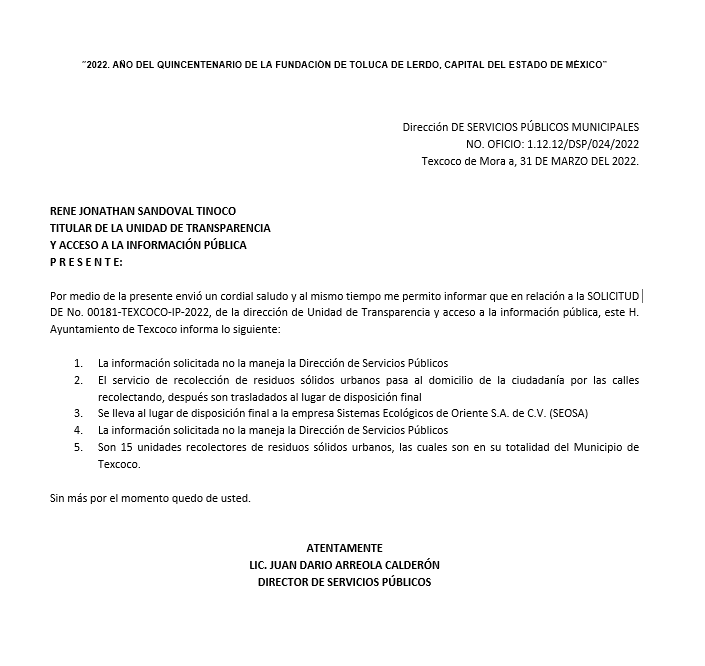 "2022. AÑO DEL QUINCENTENARIO DE LA FUNDACIÓN DE TOLUCA DE LERDO, CAPITAL DEL ESTADO DE MÉXICO"
Dirección DE SERVICIOS PÚBLICOS MUNICIPALES
NO. OFICIO: 1.12.12/DSP/024/2022
Texcoco de Mora a, 31 DE MARZO DEL 2022.
RENE JONATHAN SANDOVAL TINOCO
TITULAR DE LA UNIDAD DE TRANSPARENCIA
Y ACCESO A LA INFORMACIÓN PÚBLICA
P R E S E N T E:
Por medio de la presente envió un cordial saludo y al mismo tiempo me permito informar que en relación a la SOLICITUD
DE No. 00181-TEXCOCO-IP-2022, de la dirección de Unidad de Transparencia y acceso a la información pública, este H.
Ayuntamiento de Texcoco informa lo siguiente:
1. La información solicitada no la maneja la Dirección de Servicios Públicos
2. El servicio de recolección de residuos sólidos urbanos pasa al domicilio de la ciudadanía por las calles
recolectando, después son trasladados al lugar de disposición final
3. Se lleva al lugar de disposición final a la empresa Sistemas Ecológicos de Oriente S.A. de C.V. (SEOSA)
4. La información solicitada no la maneja la Dirección de Servicios Públicos
5. Son 15 unidades recolectores de residuos sólidos urbanos, las cuales son en su totalidad del Municipio de
Texcoco.
Sin más por el momento quedo de usted.
ATENTAMENTE
LIC. JUAN DARIO ARREOLA CALDERÓN
DIRECTOR DE SERVICIOS PÚBLICOS